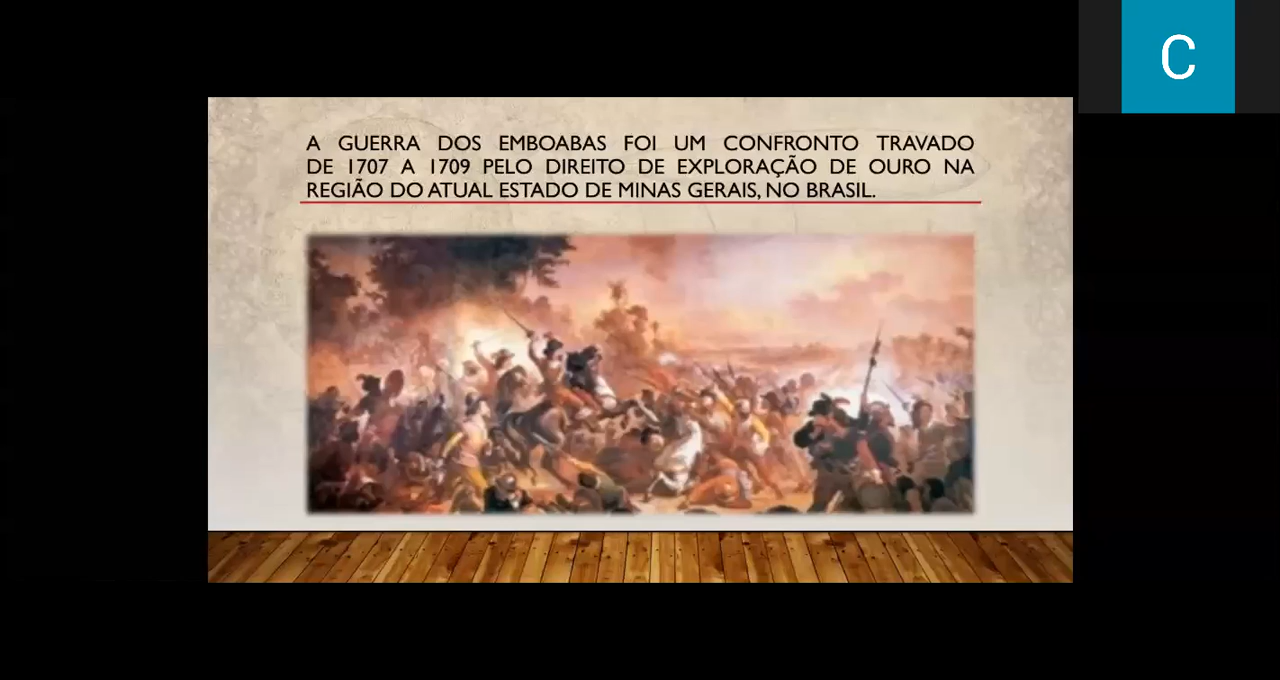 C
A GUERRA DOS EMBOABAS FOI UM CONFRONTO TRAVADO
DE 1707 A 1709 PELO DIREITO DE EXPLORAÇÃO DE OURO NA
REGIÃO DO ATUAL ESTADO DE MINAS GERAIS, NO BRASIL.